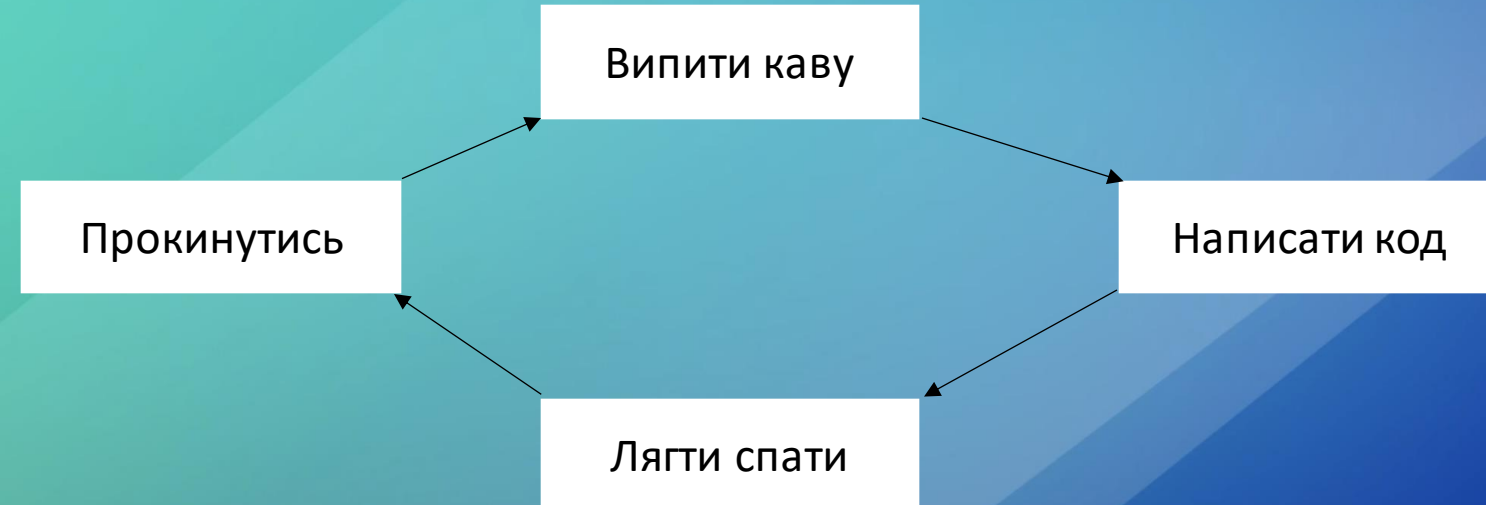 Випити каву
Прокинутись
Написати код
Лягти спати